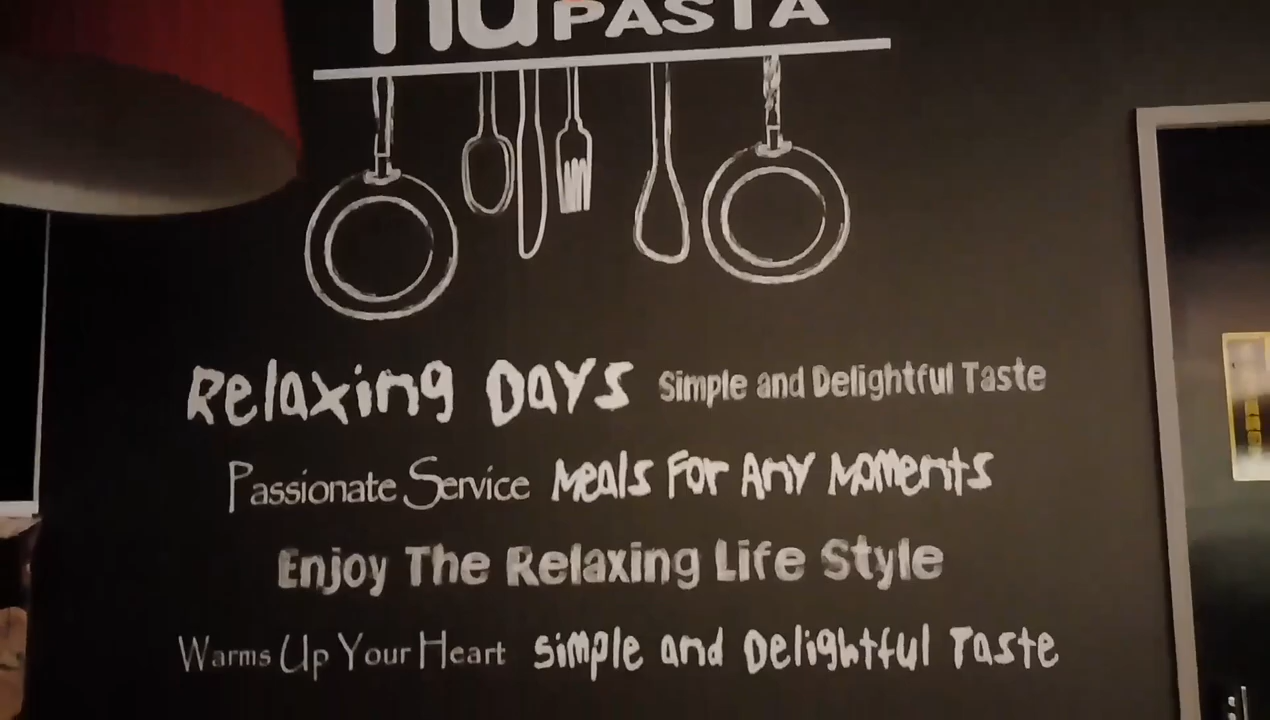 nu PASTA
Relaxing DAYS Simple and Delightful Taste
Passionate Service Meals For Any Moments
Enjoy The Relaxing Life Style
Warms Up Your Heart Simple and Delightful Taste